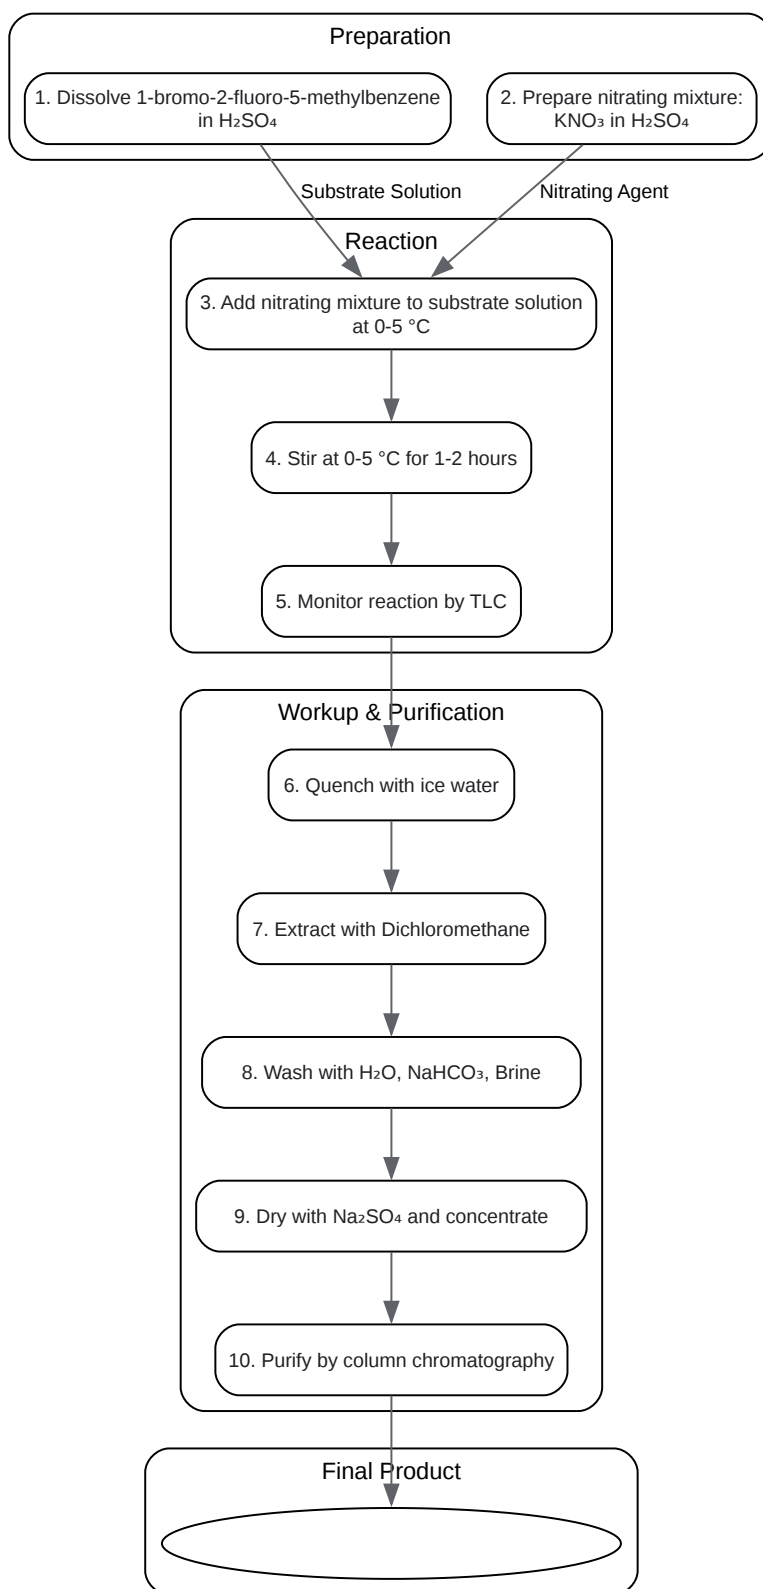 Preparation
1. Dissolve 1-bromo-2-fluoro-5-methylbenzene
in H₂SO₄
2. Prepare nitrating mixture:
KNO₃ in H₂SO₄
Substrate Solution
Nitrating Agent
Reaction
3. Add nitrating mixture to substrate solution
at 0-5 °C
4. Stir at 0-5 °C for 1-2 hours
5. Monitor reaction by TLC
Workup & Purification
6. Quench with ice water
7. Extract with Dichloromethane
8. Wash with H₂O, NaHCO₃, Brine
9. Dry with Na₂SO₄ and concentrate
10. Purify by column chromatography
Final Product